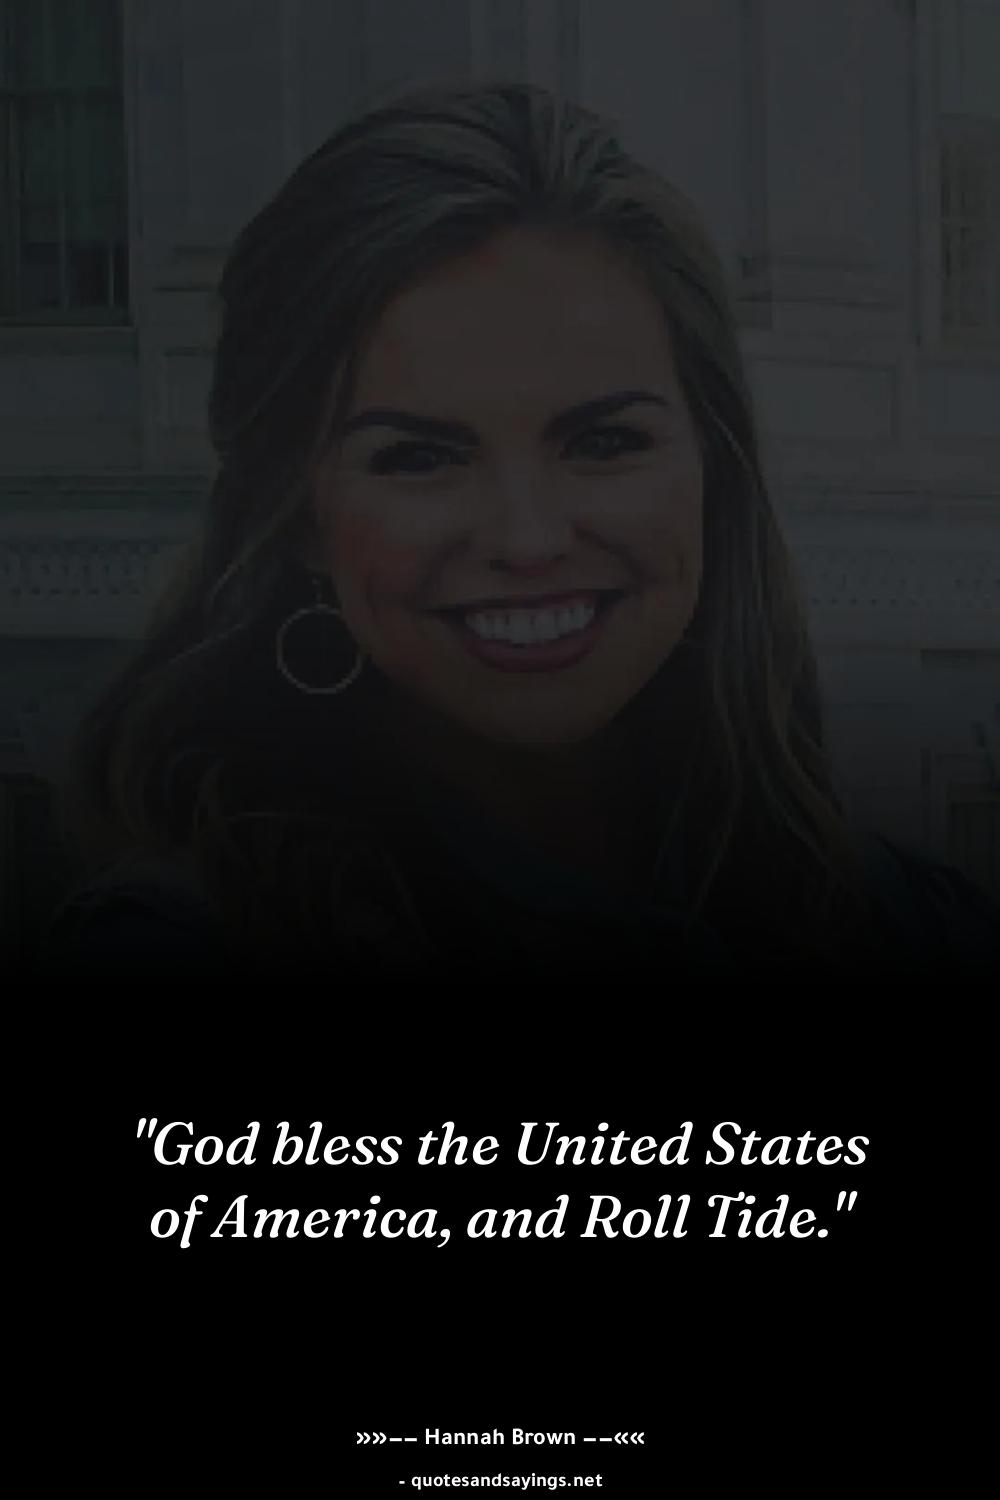 "God bless the United States
of America, and Roll Tide."
»»−− Hannah Brown −−««
- quotesandsayings.net